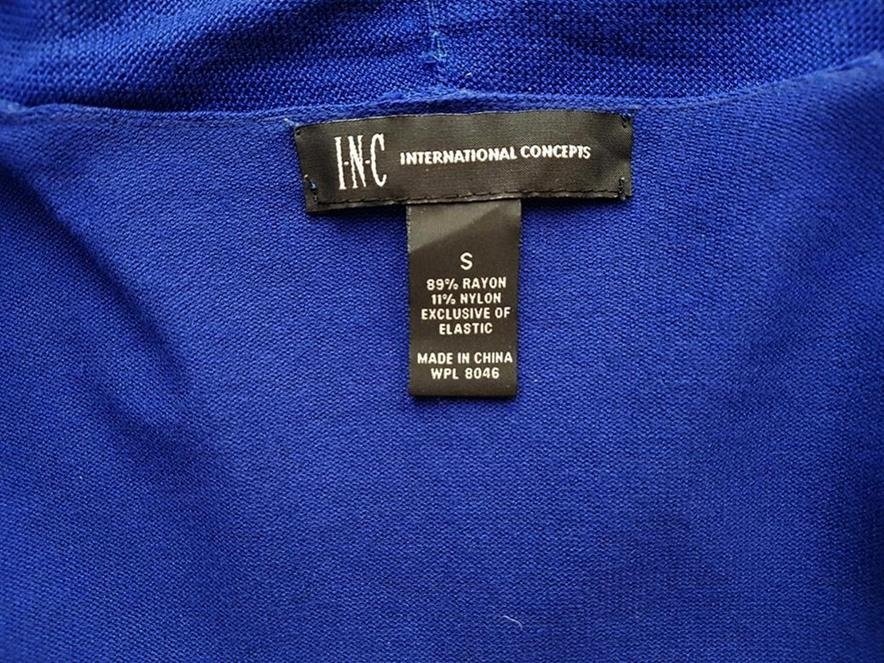 I·N·C INTERNATIONAL CONCEPTS
S
89% RAYON
11% NYLON
EXCLUSIVE OF
ELASTIC
MADE IN CHINA
WPL 8046